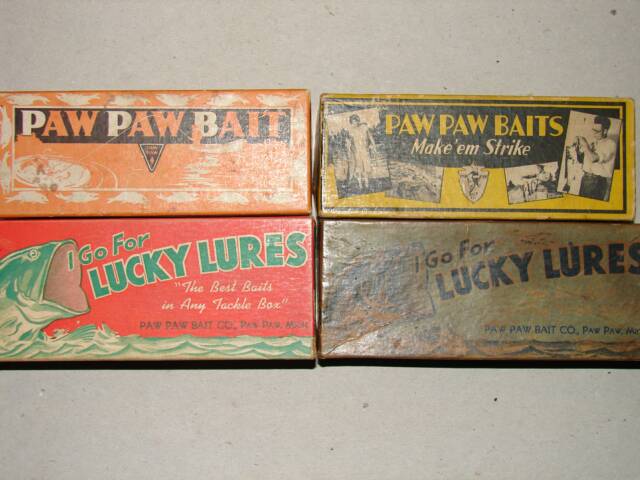 PAW PAW BAIT
PAW PAW BAITS
Make 'em Strike
I Go For
LUCKY LURES
"The Best Baits
in Any Tackle Box"
PAW PAW BAIT CO., PAW PAW, MICH
I Go For
LUCKY LURES
PAW PAW BAIT CO., PAW PAW, MICH